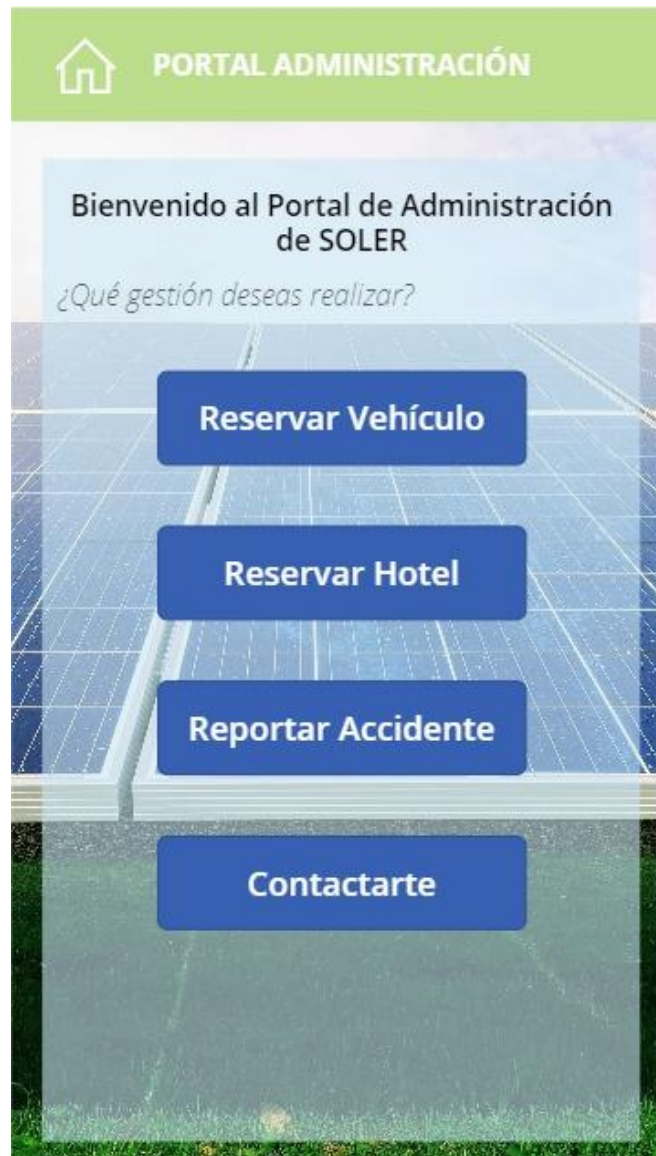 PORTAL ADMINISTRACIÓN
Bienvenido al Portal de Administración
de SOLER
¿Qué gestión deseas realizar?
Reservar Vehículo
Reservar Hotel
Reportar Accidente
Contactarte